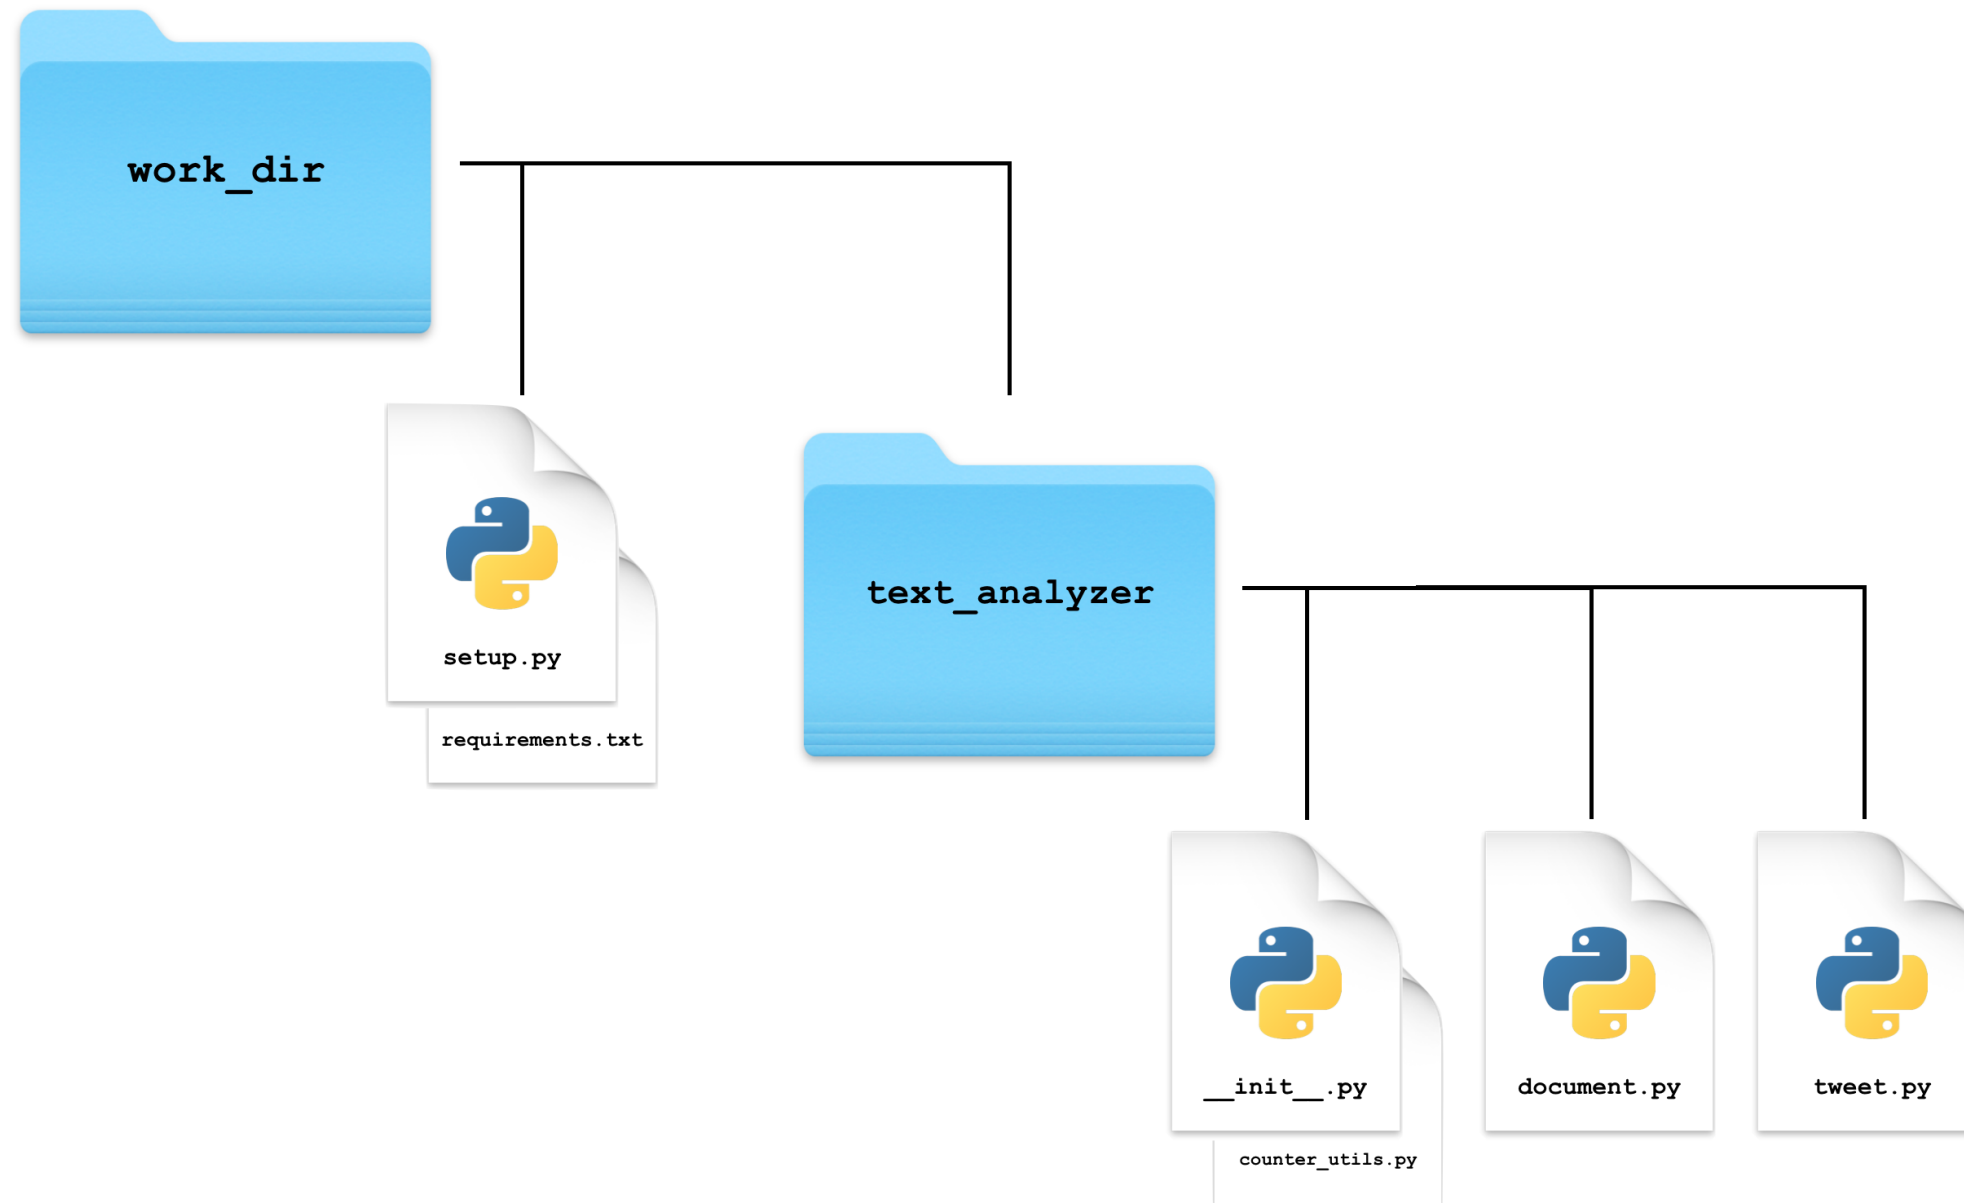 work_dir
setup.py
requirements.txt
text_analyzer
__init__.py
counter_utils.py
document.py
tweet.py